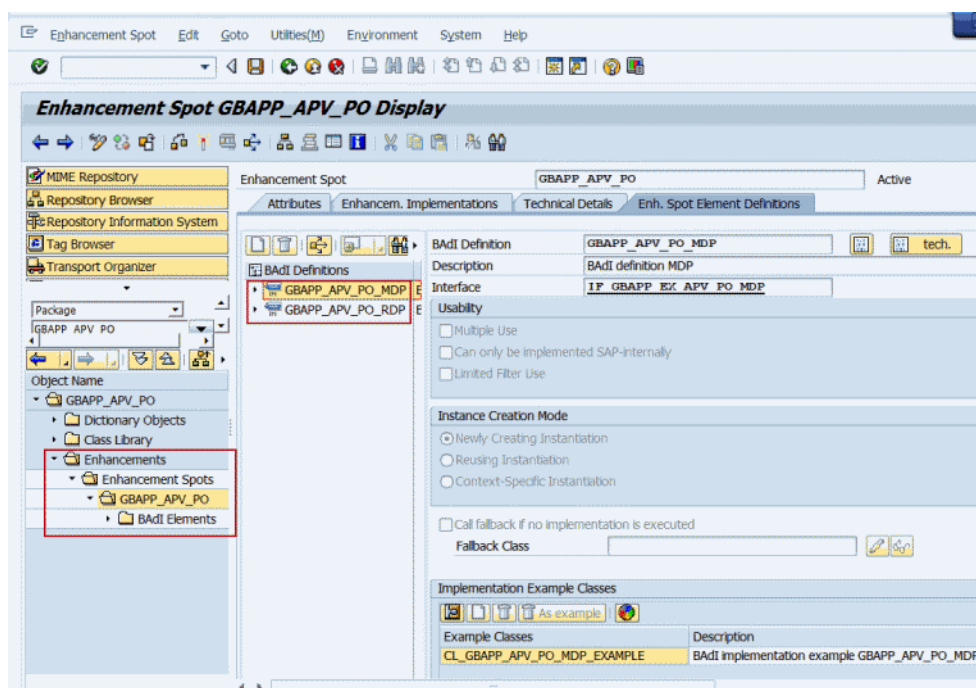 Enhancement Spot Edit Goto Utilities(M) Environment System Help
Enhancement Spot GBAPP_APV_PO Display
MIME Repository
Repository Browser
Repository Information System
Tag Browser
Transport Organizer
Package
GBAPP_APV_PO
Object Name
GBAPP_APV_PO
Dictionary Objects
Class Library
Enhancements
Enhancement Spots
GBAPP_APV_PO
BAdI Elements
Enhancement Spot GBAPP_APV_PO Active
Attributes Enhancem. Implementations Technical Details Enh. Spot Element Definitions
BAdI Definitions
GBAPP_APV_PO_MDP E
GBAPP_APV_PO_RDP E
BAdI Definition GBAPP_APV_PO_MDP tech.
Description BAdI definition MDP
Interface IF_GBAPP_EX_APV_PO_MDP
Usability
Multiple Use
Can only be implemented SAP-internally
Limited Filter Use
Instance Creation Mode
Newly Creating Instantiation
Reusing Instantiation
Context-Specific Instantiation
Call fallback if no implementation is executed
Fallback Class
Implementation Example Classes
As example
Example Classes Description
CL_GBAPP_APV_PO_MDP_EXAMPLE BAdI implementation example GBAPP_APV_PO_MDP